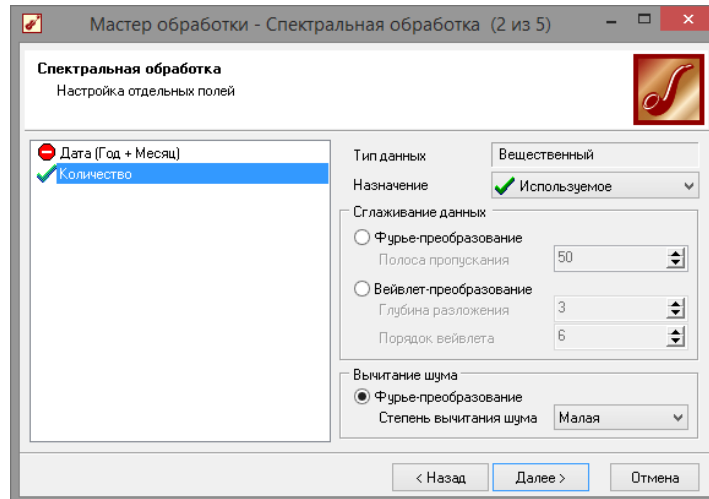 Мастер обработки - Спектральная обработка (2 из 5)
Спектральная обработка
Настройка отдельных полей
Дата (Год + Месяц)
Количество
Тип данных Вещественный
Назначение Используемое
Сглаживание данных
Фурье-преобразование
Полоса пропускания 50
Вейвлет-преобразование
Глубина разложения 3
Порядок вейвлета 6
Вычитание шума
Фурье-преобразование
Степень вычитания шума Малая
< Назад Далее > Отмена